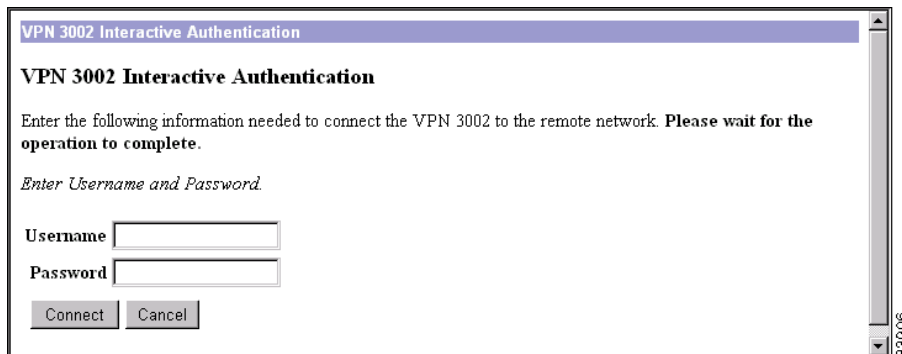 VPN 3002 Interactive Authentication
VPN 3002 Interactive Authentication
Enter the following information needed to connect the VPN 3002 to the remote network. Please wait for the
operation to complete.
Enter Username and Password.
Username
Password
Connect Cancel